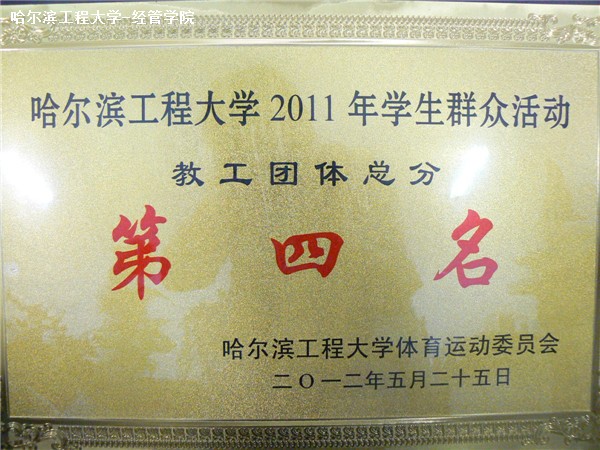 哈尔滨工程大学-经管学院
哈尔滨工程大学2011年学生群众活动
教工团体总分
第四名
哈尔滨工程大学体育运动委员会
二〇一二年五月二十五日